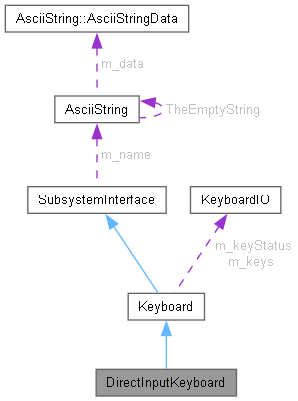 AsciiString::AsciiStringData
m_data
AsciiString
TheEmptyString
m_name
SubsystemInterface
KeyboardIO
m_keyStatus
m_keys
Keyboard
DirectInputKeyboard